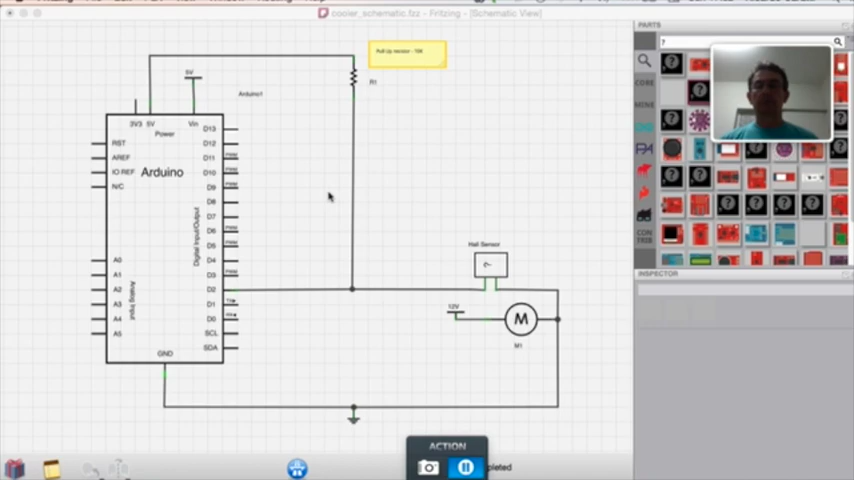 cooler_schematic.fzz - Fritzing - [Schematic View]
PARTS
Pull Up resistor - 10K
R1
5V
Arduino1
3V3 5V Vin
Power
D13
RST
D12
AREF
D11
IO REF
Arduino
D10
N/C
D9
D8
D7
D6
D5
Digital Input/Output
A0
D4
A1
D3
A2
D2
A3
D1
A4
D0
A5
SCL
SDA
Analog Input
GND
Hall Sensor
?
12V
M
M1
CORE
MINE
CON
TRIB
INSPECTOR
ACTION
pleted